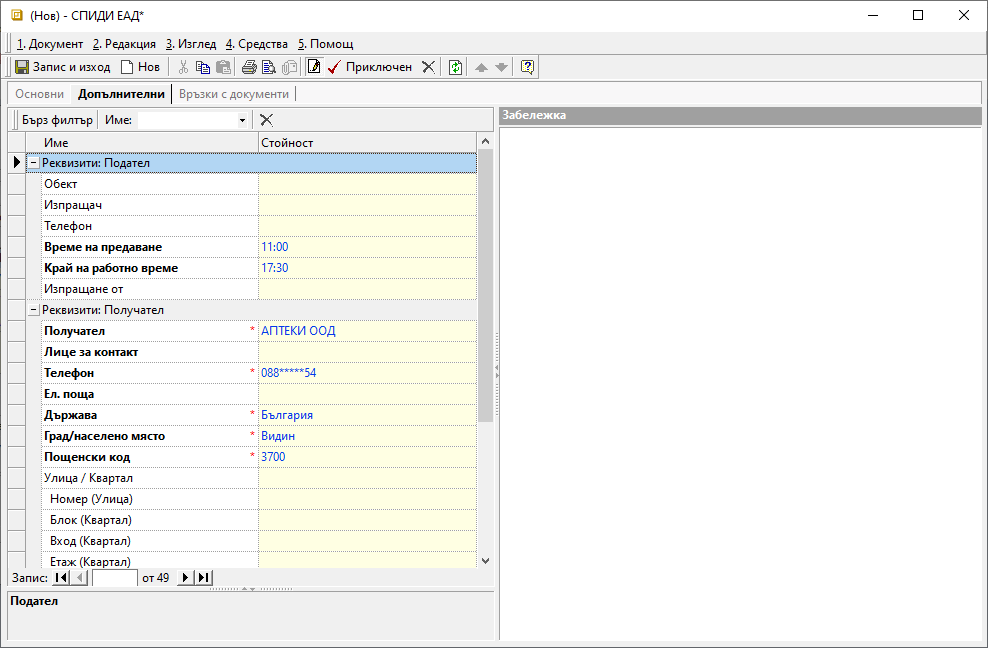 (Нов) - СПИДИ ЕАД*
1. Документ 2. Редакция 3. Изглед 4. Средства 5. Помощ
Запис и изход Нов Приключен
Основни Допълнителни Връзки с документи
Бърз филтър Име:
Забележка
Име Стойност
Реквизити: Подател
Обект
Изпращач
Телефон
Време на предаване 11:00
Край на работно време 17:30
Изпращане от
Реквизити: Получател
Получател * АПТЕКИ ООД
Лице за контакт
Телефон * 088*****54
Ел. поща
Държава * България
Град/населено място * Видин
Пощенски код * 3700
Улица / Квартал
Номер (Улица)
Блок (Квартал)
Вход (Квартал)
Етаж (Квартал)
Запис: от 49
Подател